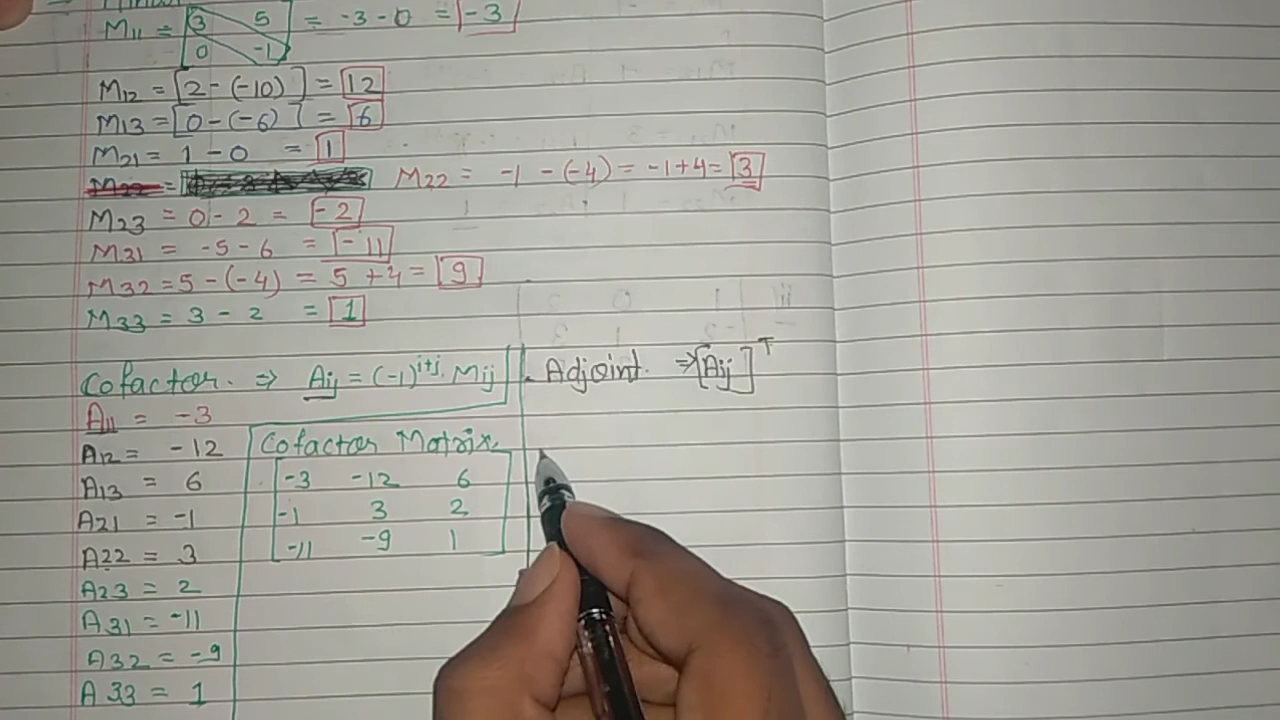 M11 = 3 5 = -3 - 0 = -3
0 -1
M12 = [2 - (-10)] = 12
M13 = [0 - (-6)] = 6
M21 = 1 - 0 = 1
M22 = -1 - (-4) = -1 + 4 = 3
M23 = 0 - 2 = -2
M31 = -5 - 6 = -11
M32 = 5 - (-4) = 5 + 4 = 9
M33 = 3 - 2 = 1
Cofactor. ⇒ Aij = (-1)^i+j. Mij
A11 = -3
A12 = -12
A13 = 6
A21 = -1
A22 = 3
A23 = 2
A31 = -11
A32 = -9
A33 = 1
Cofactor Matrix.
-3 -12 6
-1 3 2
-11 -9 1
Adjoint. ⇒ [Aij]^T